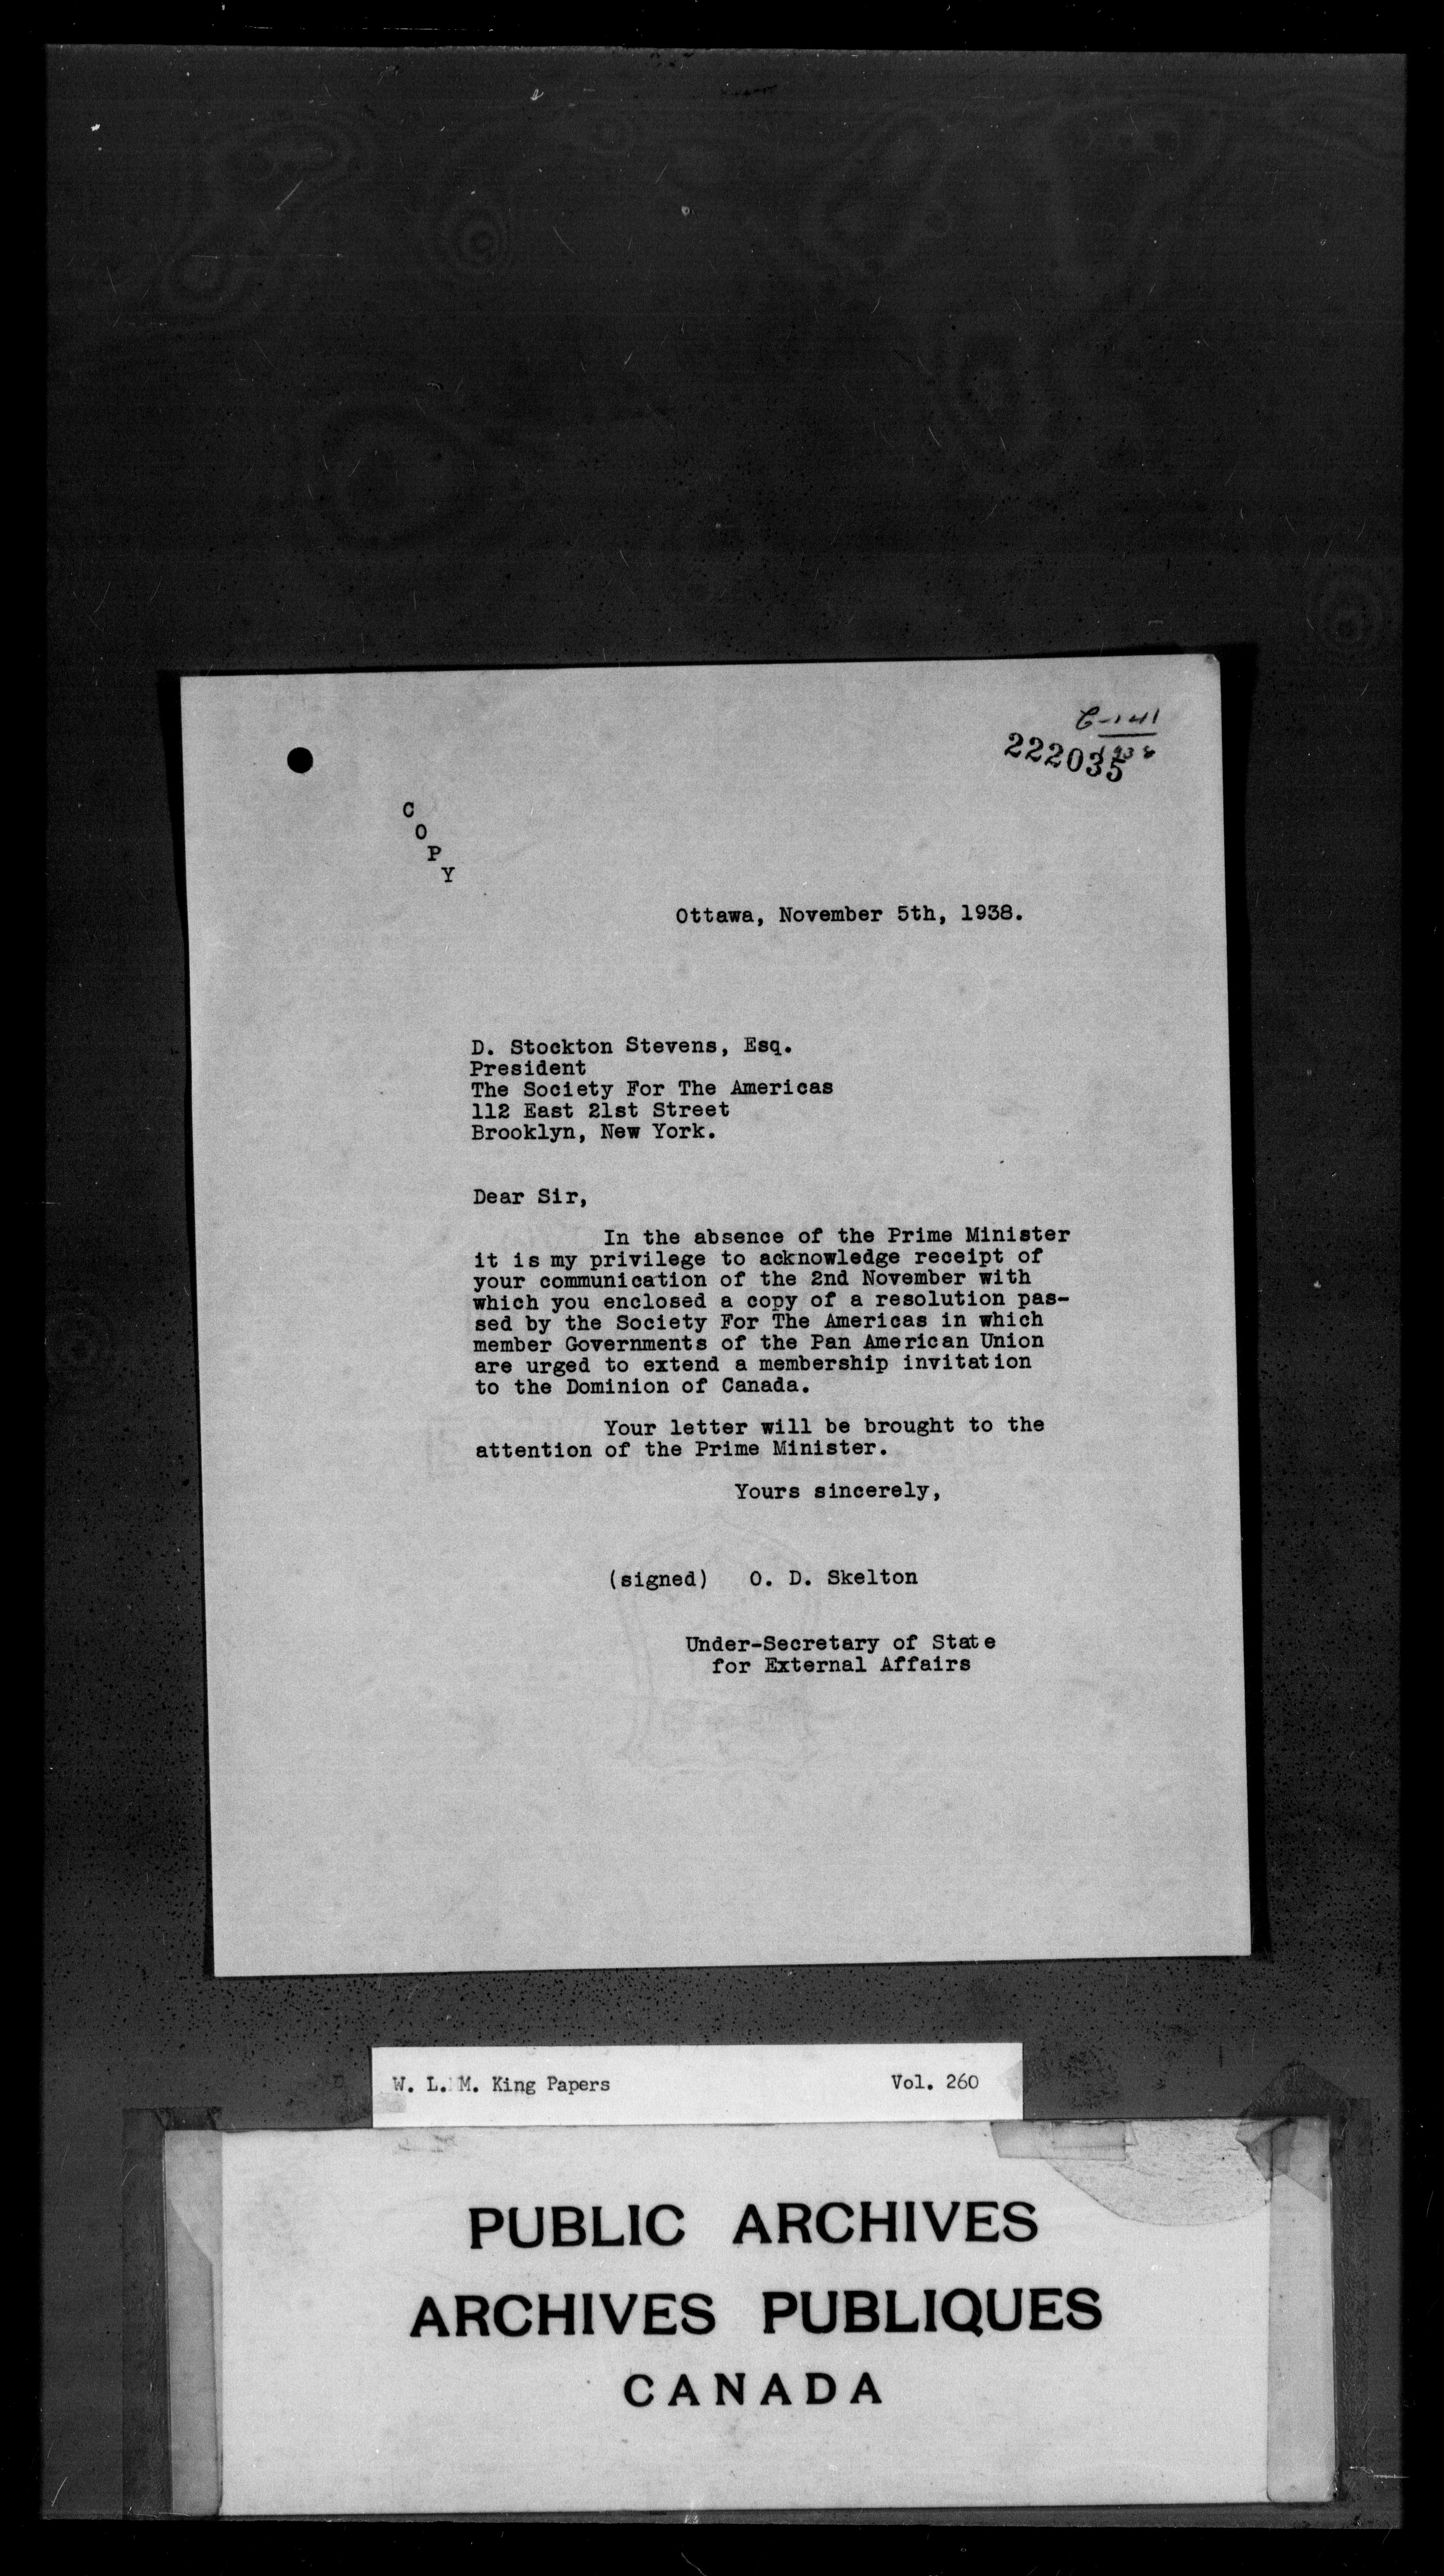 C-141
1938
222035
C
O
P
Y
Ottawa, November 5th, 1938.
D. Stockton Stevens, Esq.
President
The Society For The Americas
112 East 21st Street
Brooklyn, New York.
Dear Sir,
In the absence of the Prime Minister
it is my privilege to acknowledge receipt of
your communication of the 2nd November with
which you enclosed a copy of a resolution pas-
sed by the Society For The Americas in which
member Governments of the Pan American Union
are urged to extend a membership invitation
to the Dominion of Canada.
Your letter will be brought to the
attention of the Prime Minister.
Yours sincerely,
(signed) O. D. Skelton
Under-Secretary of State
for External Affairs
W. L. M. King Papers Vol. 260
PUBLIC ARCHIVES
ARCHIVES PUBLIQUES
CANADA